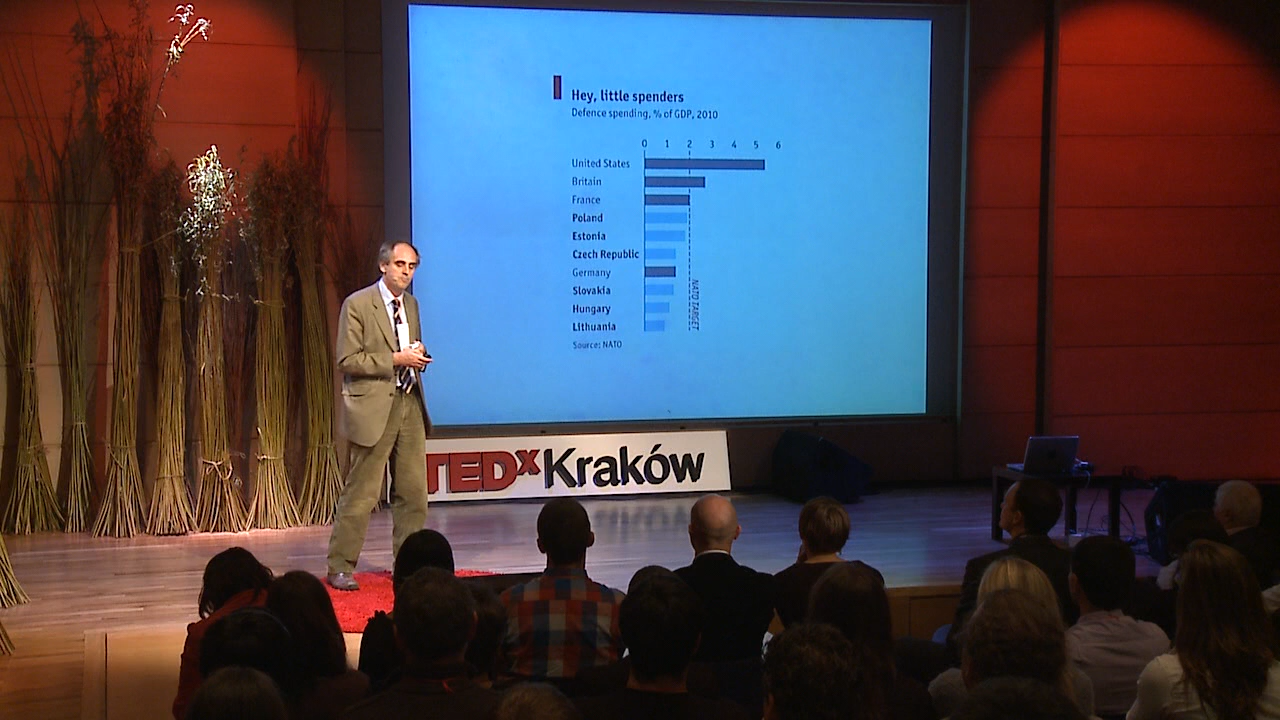 Hey, little spenders
Defence spending, % of GDP, 2010
0 1 2 3 4 5 6
United States
Britain
France
Poland
Estonia
Czech Republic
Germany
Slovakia
Hungary
Lithuania
NATO TARGET
Source: NATO
TEDxKraków